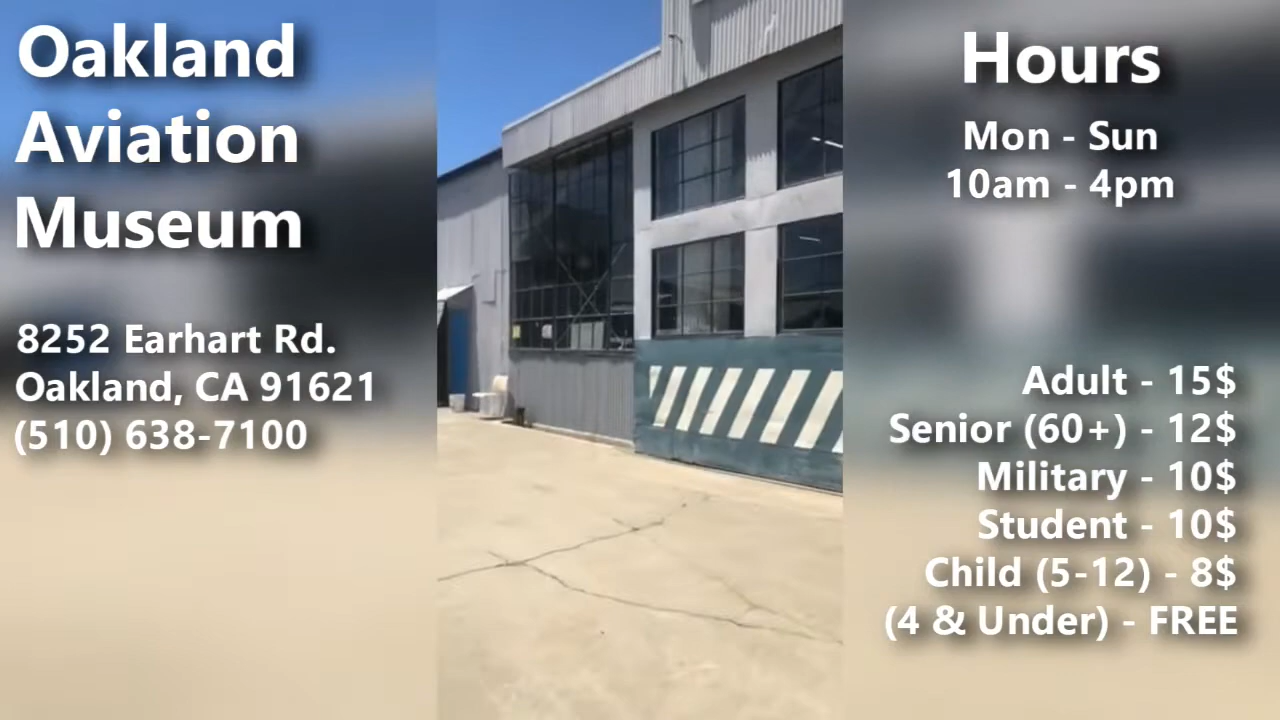 Oakland
Aviation
Museum
8252 Earhart Rd.
Oakland, CA 91621
(510) 638-7100
Hours
Mon - Sun
10am - 4pm
Adult - 15$
Senior (60+) - 12$
Military - 10$
Student - 10$
Child (5-12) - 8$
(4 & Under) - FREE